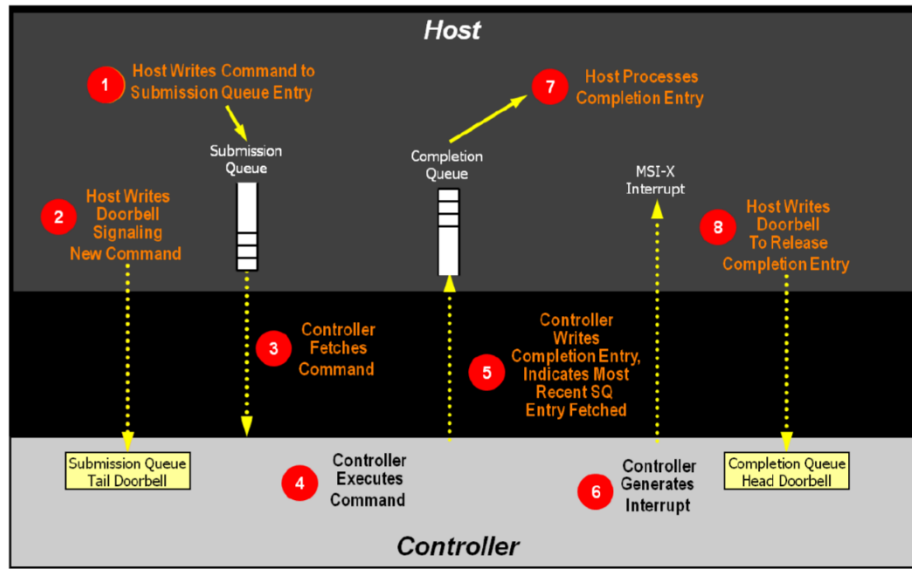 Host
1
Host Writes Command to
Submission Queue Entry
7
Host Processes
Completion Entry
Submission
Queue
Completion
Queue
MSI-X
Interrupt
2
Host Writes
Doorbell
Signaling
New Command
8
Host Writes
Doorbell
To Release
Completion Entry
3
Controller
Fetches
Command
5
Controller
Writes
Completion Entry,
Indicates Most
Recent SQ
Entry Fetched
Submission Queue
Tail Doorbell
4
Controller
Executes
Command
6
Controller
Generates
Interrupt
Completion Queue
Head Doorbell
Controller